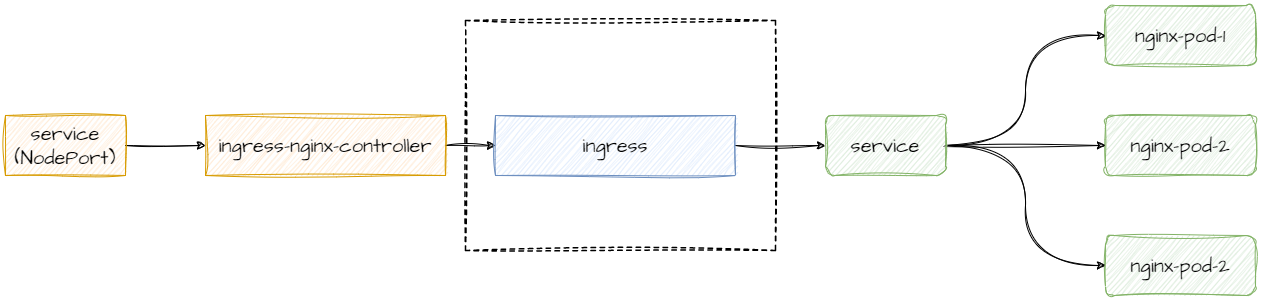 service
(NodePort)
ingress-nginx-controller
ingress
service
nginx-pod-1
nginx-pod-2
nginx-pod-2